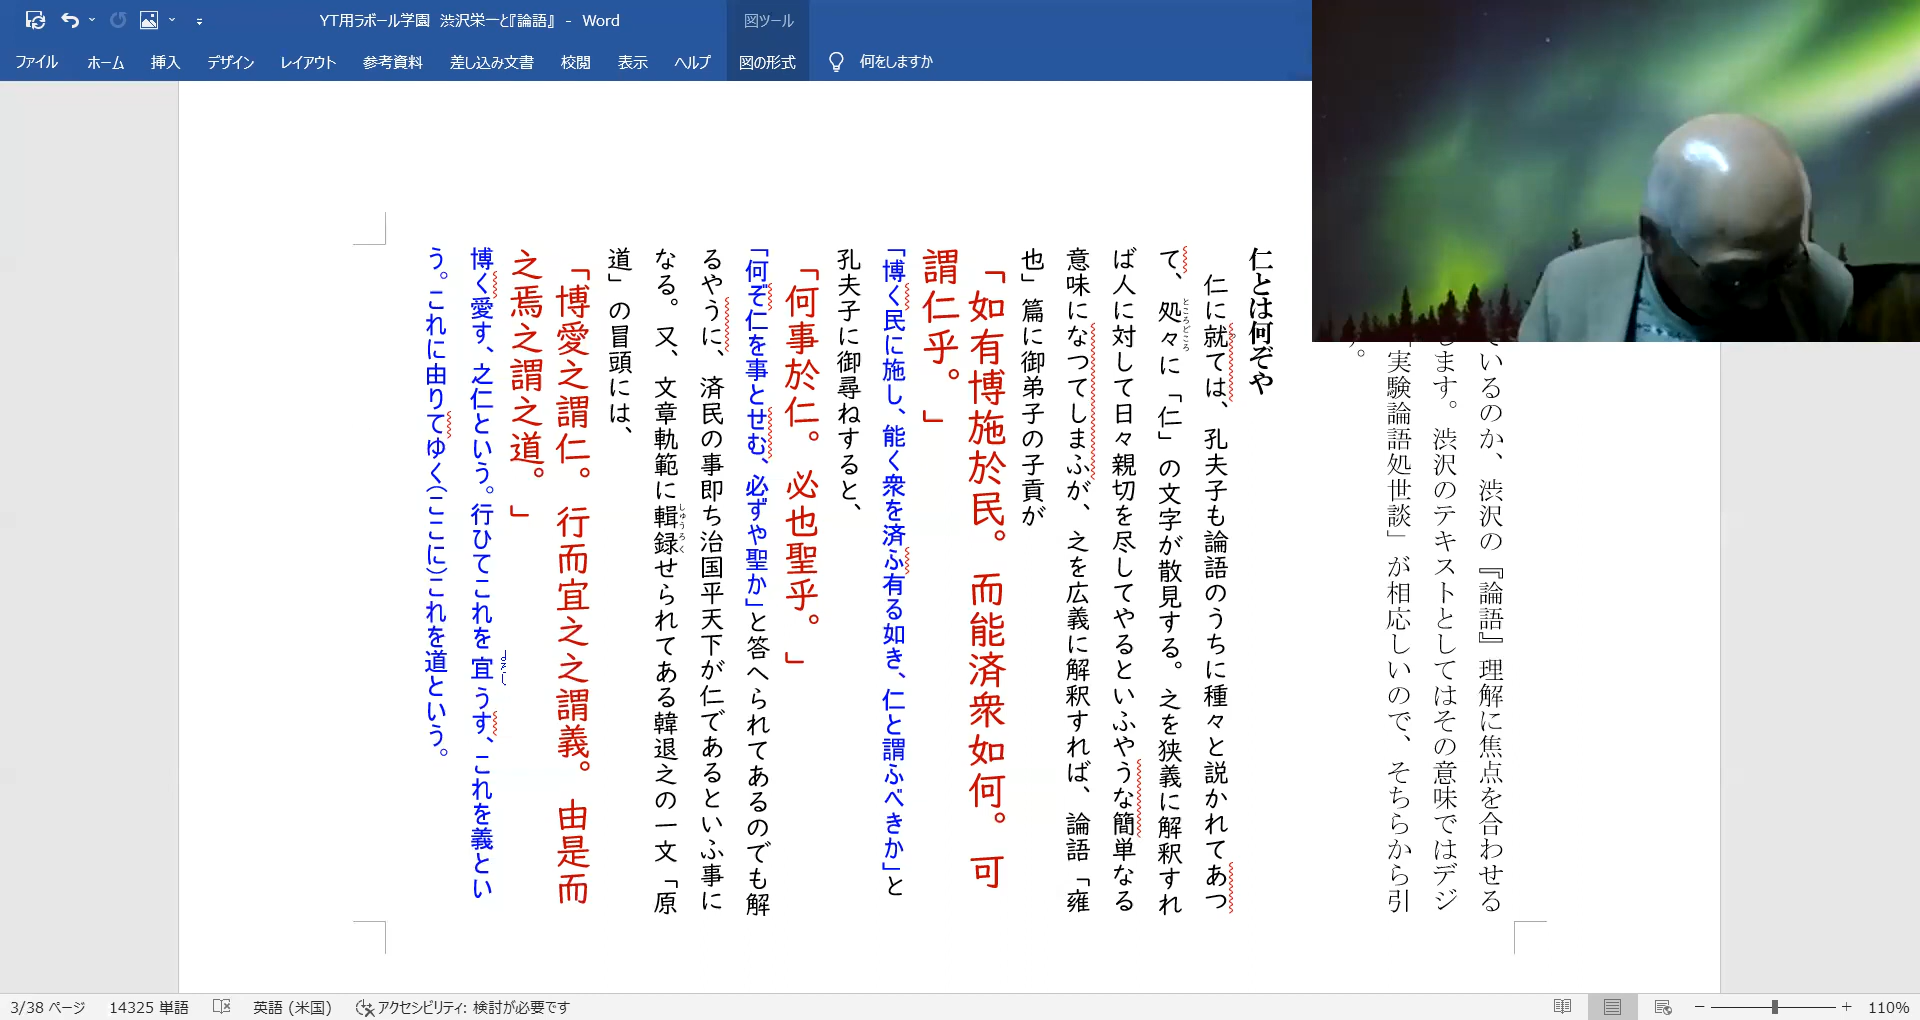 YT用ラボール学園 渋沢栄一と『論語』 - Word
図ツール
ファイル ホーム 挿入 デザイン レイアウト 参考資料 差し込み文書 校閲 表示 ヘルプ 図の形式 何をしますか
いるのか、渋沢の『論語』理解に焦点を合わせる
します。渋沢のテキストとしてはその意味ではデジ
「実験論語処世談」が相応しいので、そちらから引
。
仁とは何ぞや
仁に就ては、孔夫子も論語のうちに種々と説かれてあつ
て、処々に「仁」の文字が散見する。之を狭義に解釈すれ
ところどころ
ば人に対して日々親切を尽してやるといふやうな簡単なる
意味になつてしまふが、之を広義に解釈すれば、論語「雍
也」篇に御弟子の子貢が
「如有博施於民。而能済衆如何。可
謂仁乎。」
「博く民に施し、能く衆を済ふ有る如き、仁と謂ふべきか」と
孔夫子に御尋ねすると、
「何事於仁。必也聖乎。」
「何ぞ仁を事とせむ、必ずや聖か」と答へられてあるのでも解
るやうに、済民の事即ち治国平天下が仁であるといふ事に
なる。又、文章軌範に輯録せられてある韓退之の一文「原
しゅうろく
道」の冒頭には、
「博愛之謂仁。行而宜之之謂義。由是而
之焉之謂之道。」
博く愛す、之仁という。行ひてこれを宜うす、これを義とい
よろし
う。これに由りてゆく(ここに)これを道という。
3/38 ページ 14325 単語 英語 (米国) アクセシビリティ: 検討が必要です 110%